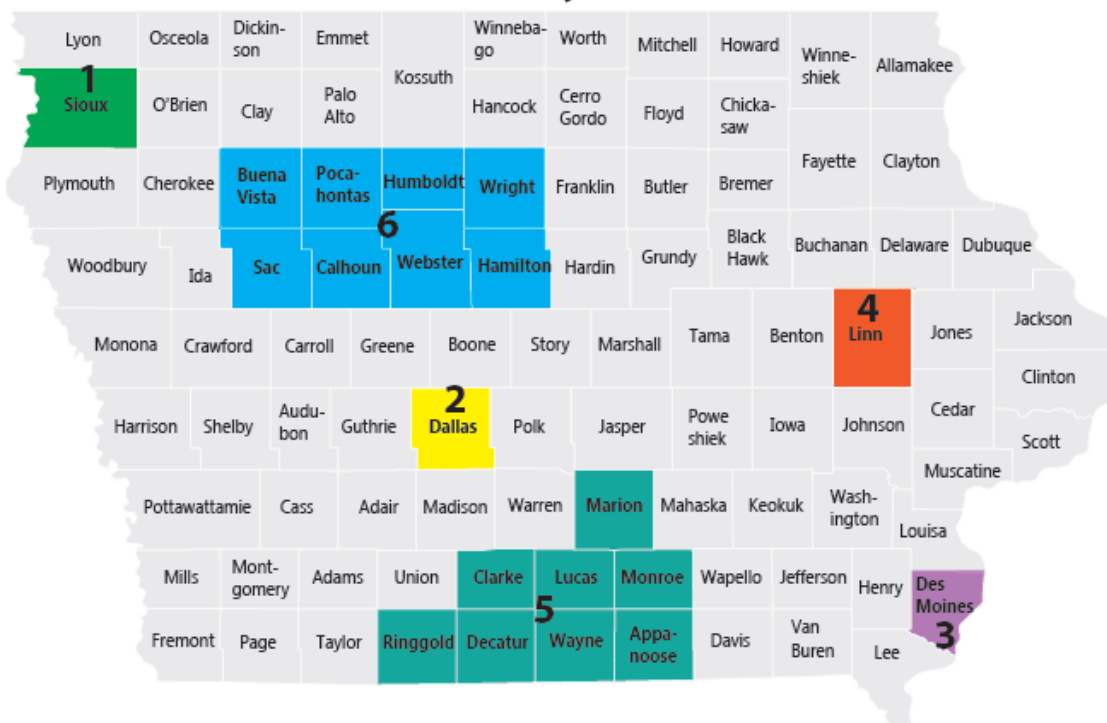 Lyon
Osceola
Dickin-
son
Emmet
Kossuth
Winneba-
go
Worth
Mitchell
Howard
Winne-
shiek
Allamakee
1
Sioux
O'Brien
Clay
Palo
Alto
Hancock
Cerro
Gordo
Floyd
Chicka-
saw
Plymouth
Cherokee
Buena
Vista
Poca-
hontas
Humboldt
Wright
Franklin
Butler
Bremer
Fayette
Clayton
6
Woodbury
Ida
Sac
Calhoun
Webster
Hamilton
Hardin
Grundy
Black
Hawk
Buchanan
Delaware
Dubuque
Monona
Crawford
Carroll
Greene
Boone
Story
Marshall
Tama
Benton
4
Linn
Jones
Jackson
Clinton
Harrison
Shelby
Audu-
bon
Guthrie
2
Dallas
Polk
Jasper
Powe
shiek
Iowa
Johnson
Cedar
Scott
Muscatine
Pottawattamie
Cass
Adair
Madison
Warren
Marion
Mahaska
Keokuk
Wash-
ington
Louisa
Mills
Mont-
gomery
Adams
Union
Clarke
Lucas
Monroe
Wapello
Jefferson
Henry
Des
Moines
3
5
Fremont
Page
Taylor
Ringgold
Decatur
Wayne
Appa-
noose
Davis
Van
Buren
Lee